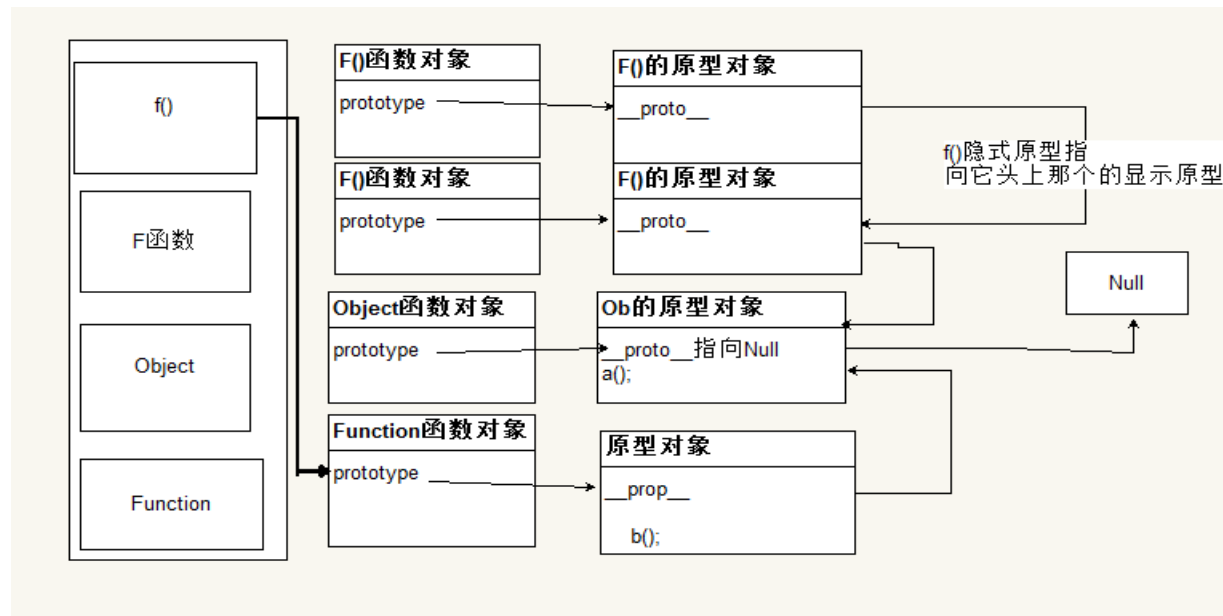 f()
F函数
Object
Function
F()函数对象
prototype
F()的原型对象
__proto__
f()隐式原型指
向它头上那个的显示原型
F()函数对象
prototype
F()的原型对象
__proto__
Object函数对象
prototype
Ob的原型对象
__proto__指向Null
a();
Null
Function函数对象
prototype
原型对象
__prop__
b();